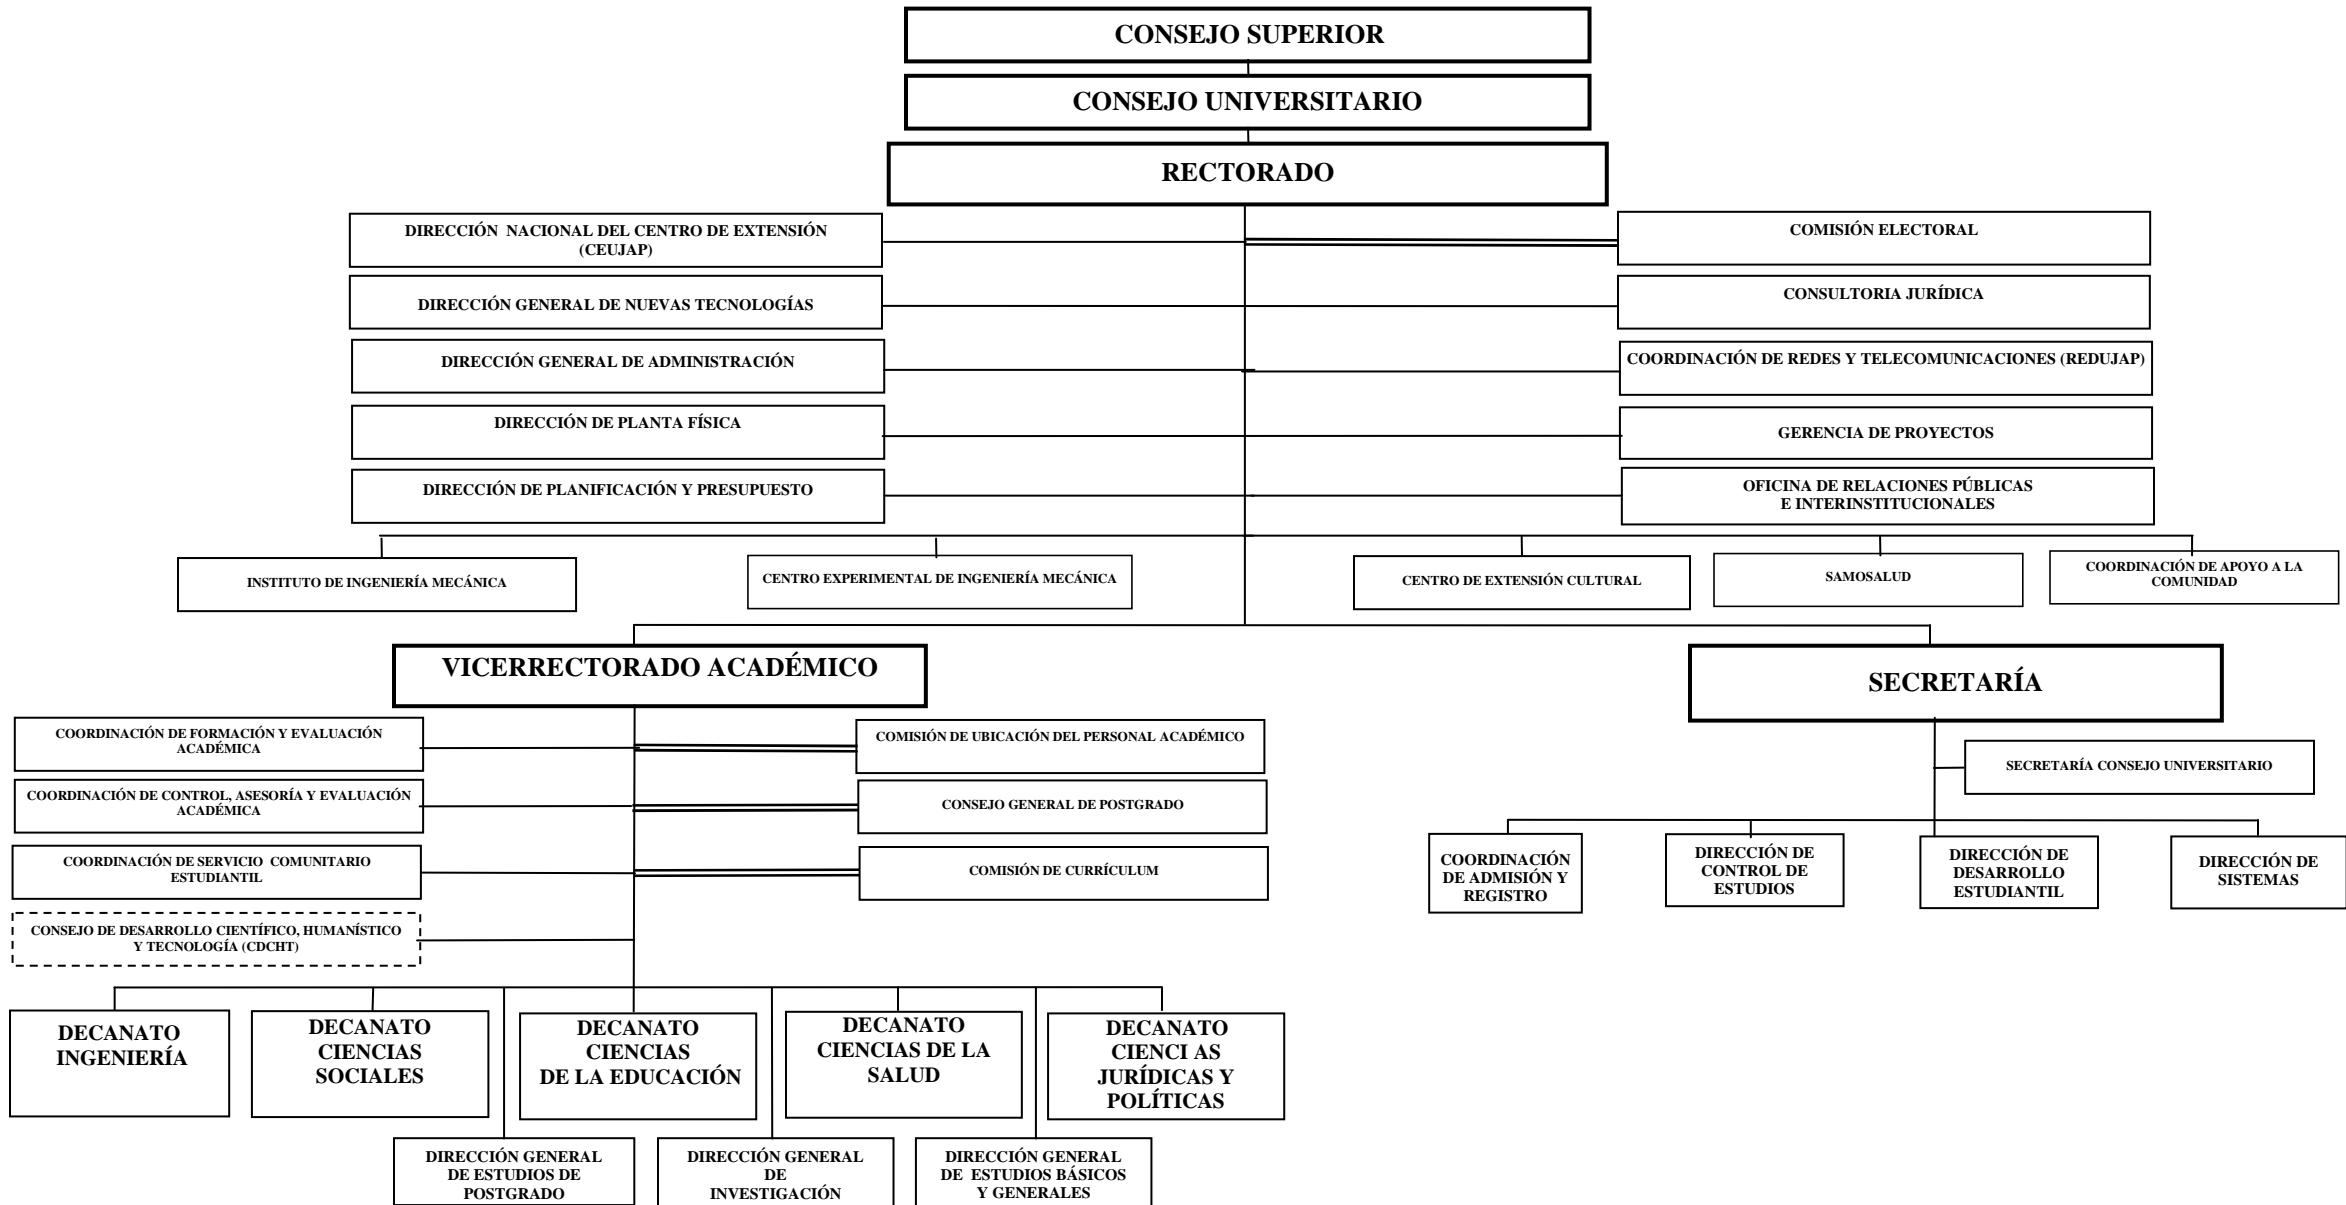 CONSEJO SUPERIOR
CONSEJO UNIVERSITARIO
RECTORADO
DIRECCIÓN NACIONAL DEL CENTRO DE EXTENSIÓN
(CEUJAP)
COMISIÓN ELECTORAL
DIRECCIÓN GENERAL DE NUEVAS TECNOLOGÍAS
CONSULTORIA JURÍDICA
DIRECCIÓN GENERAL DE ADMINISTRACIÓN
COORDINACIÓN DE REDES Y TELECOMUNICACIONES (REDUJAP)
DIRECCIÓN DE PLANTA FÍSICA
GERENCIA DE PROYECTOS
DIRECCIÓN DE PLANIFICACIÓN Y PRESUPUESTO
OFICINA DE RELACIONES PÚBLICAS
E INTERINSTITUCIONALES
INSTITUTO DE INGENIERÍA MECÁNICA
CENTRO EXPERIMENTAL DE INGENIERÍA MECÁNICA
CENTRO DE EXTENSIÓN CULTURAL
SAMOSALUD
COORDINACIÓN DE APOYO A LA
COMUNIDAD
VICERRECTORADO ACADÉMICO
SECRETARÍA
COORDINACIÓN DE FORMACIÓN Y EVALUACIÓN
ACADÉMICA
COMISIÓN DE UBICACIÓN DEL PERSONAL ACADÉMICO
SECRETARÍA CONSEJO UNIVERSITARIO
COORDINACIÓN DE CONTROL, ASESORÍA Y EVALUACIÓN
ACADÉMICA
CONSEJO GENERAL DE POSTGRADO
COORDINACIÓN DE SERVICIO COMUNITARIO
ESTUDIANTIL
COMISIÓN DE CURRÍCULUM
COORDINACIÓN
DE ADMISIÓN Y
REGISTRO
DIRECCIÓN DE
CONTROL DE
ESTUDIOS
DIRECCIÓN DE
DESARROLLO
ESTUDIANTIL
DIRECCIÓN DE
SISTEMAS
CONSEJO DE DESARROLLO CIENTÍFICO, HUMANÍSTICO
Y TECNOLOGÍA (CDCHT)
DECANATO
INGENIERÍA
DECANATO
CIENCIAS
SOCIALES
DECANATO
CIENCIAS
DE LA EDUCACIÓN
DECANATO
CIENCIAS DE LA
SALUD
DECANATO
CIENCI AS
JURÍDICAS Y
POLÍTICAS
DIRECCIÓN GENERAL
DE ESTUDIOS DE
POSTGRADO
DIRECCIÓN GENERAL
DE
INVESTIGACIÓN
DIRECCIÓN GENERAL
DE ESTUDIOS BÁSICOS
Y GENERALES